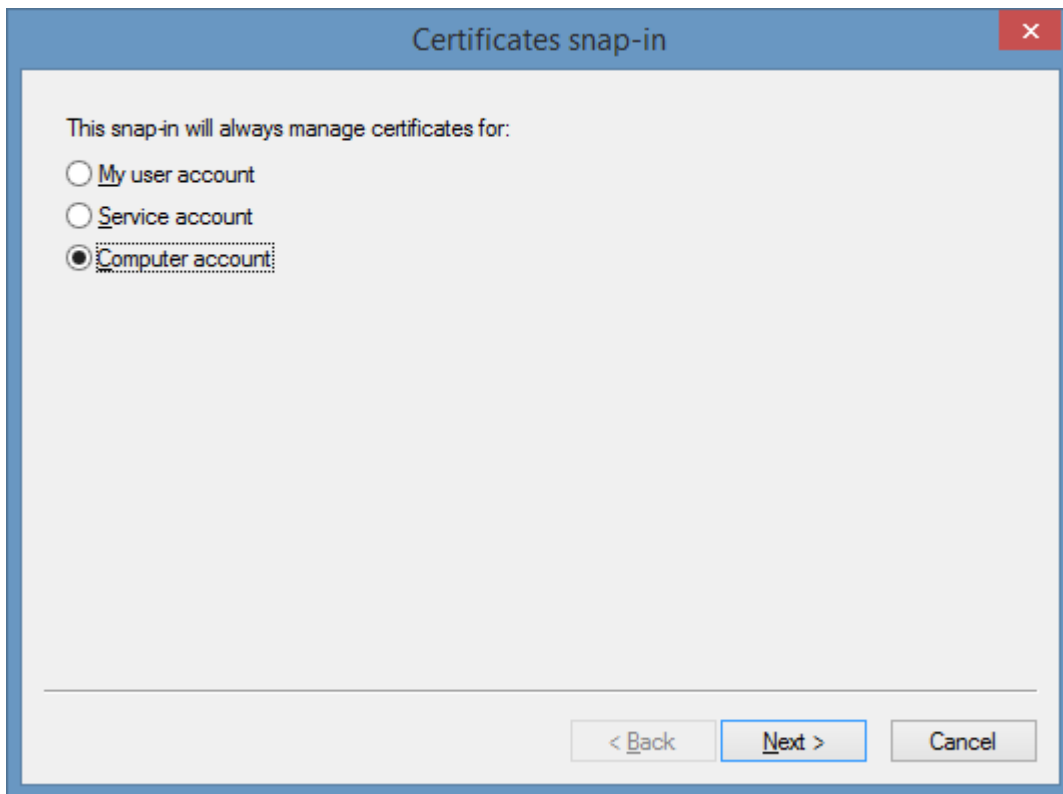 Certificates snap-in
This snap-in will always manage certificates for:
My user account
Service account
Computer account
< Back
Next >
Cancel